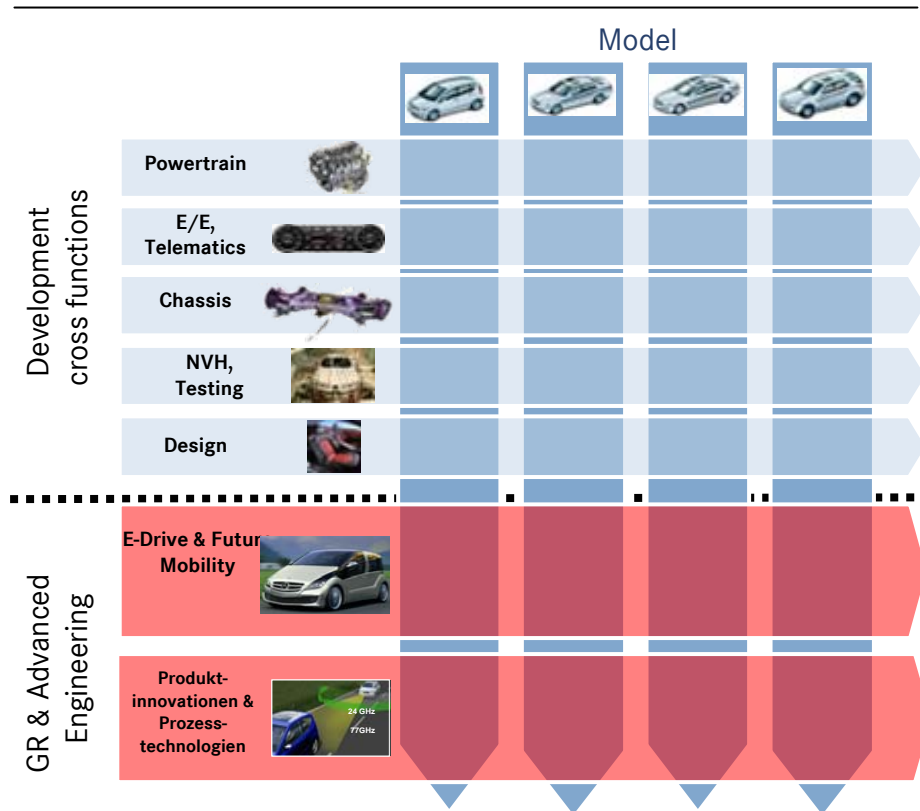 Model
Development
cross functions
Powertrain
E/E,
Telematics
Chassis
NVH,
Testing
Design
GR & Advanced
Engineering
E-Drive & Futur
Mobility
Produkt-
innovationen &
Prozess-
technologien
24 GHz
77GHz